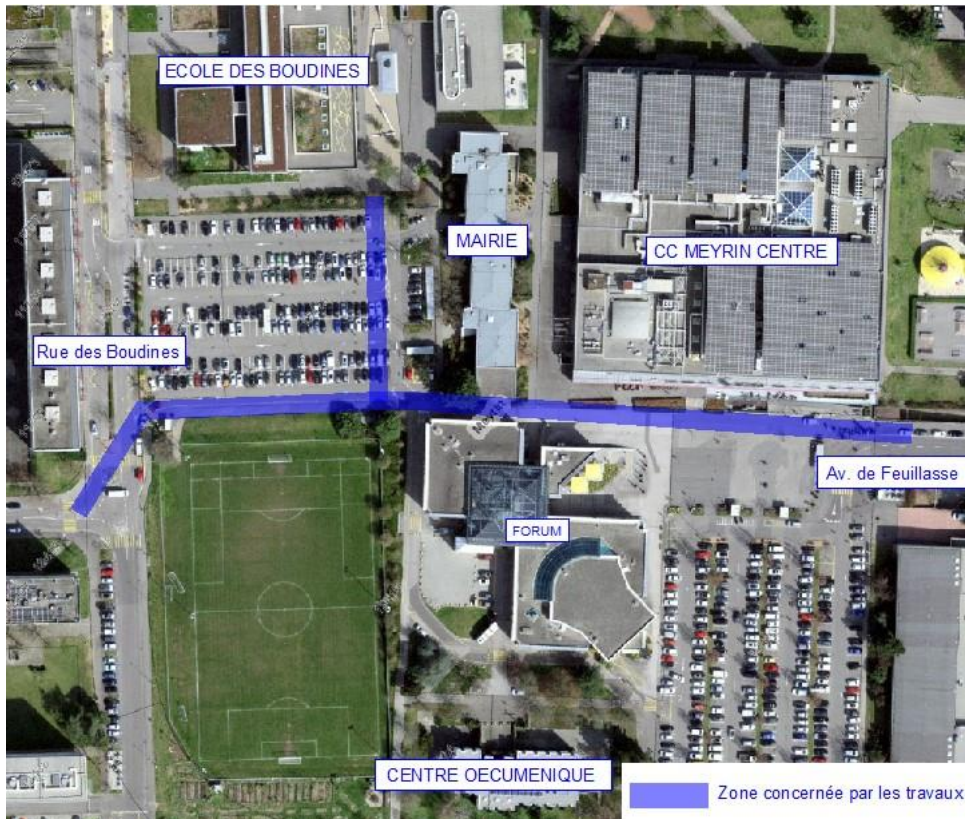 ECOLE DES BOUDINES
MAIRIE
CC MEYRIN CENTRE
Rue des Boudines
Av. de Feuillasse
FORUM
CENTRE OECUMENIQUE
Zone concernée par les travaux